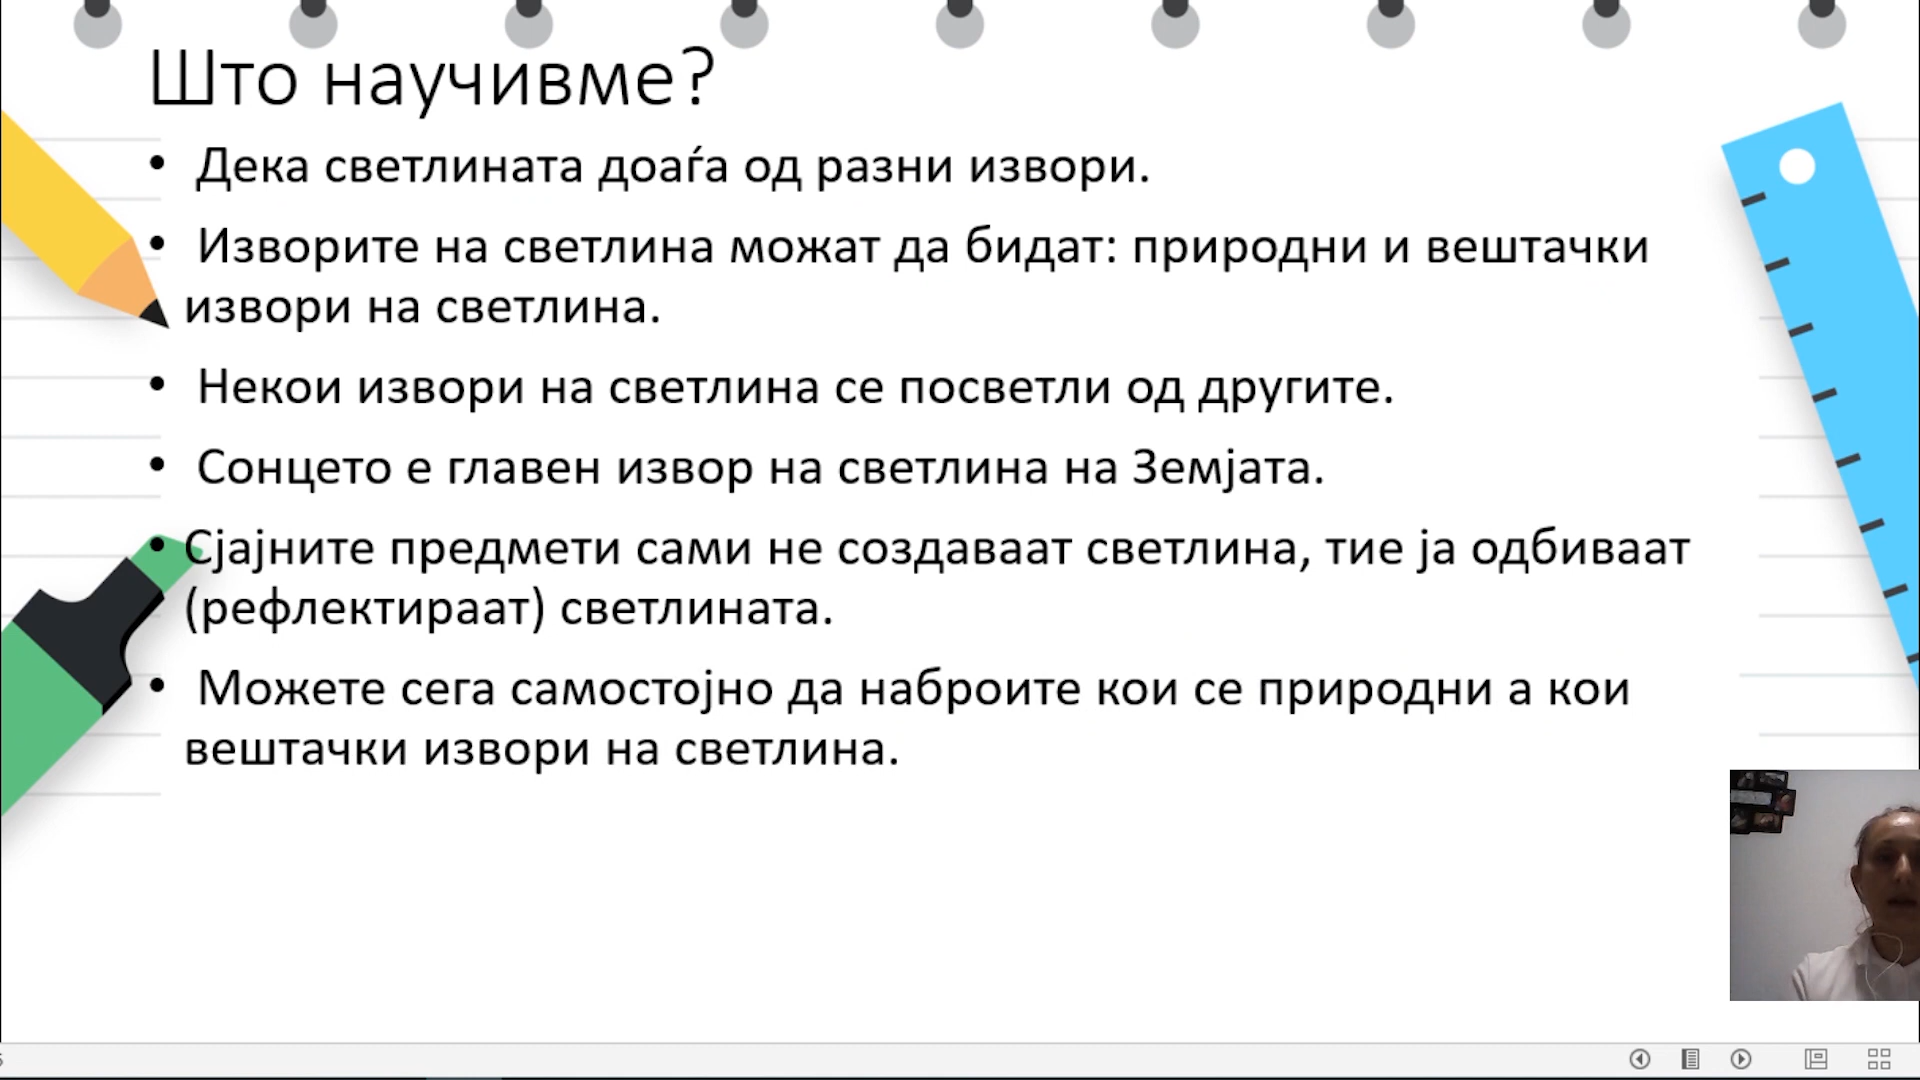 Што научивме?
• Дека светлината доаѓа од разни извори.
• Изворите на светлина можат да бидат: природни и вештачки
извори на светлина.
• Некои извори на светлина се посветли од другите.
• Сонцето е главен извор на светлина на Земјата.
• Сјајните предмети сами не создаваат светлина, тие ја одбиваат
(рефлектираат) светлината.
• Можете сега самостојно да наброите кои се природни а кои
вештачки извори на светлина.